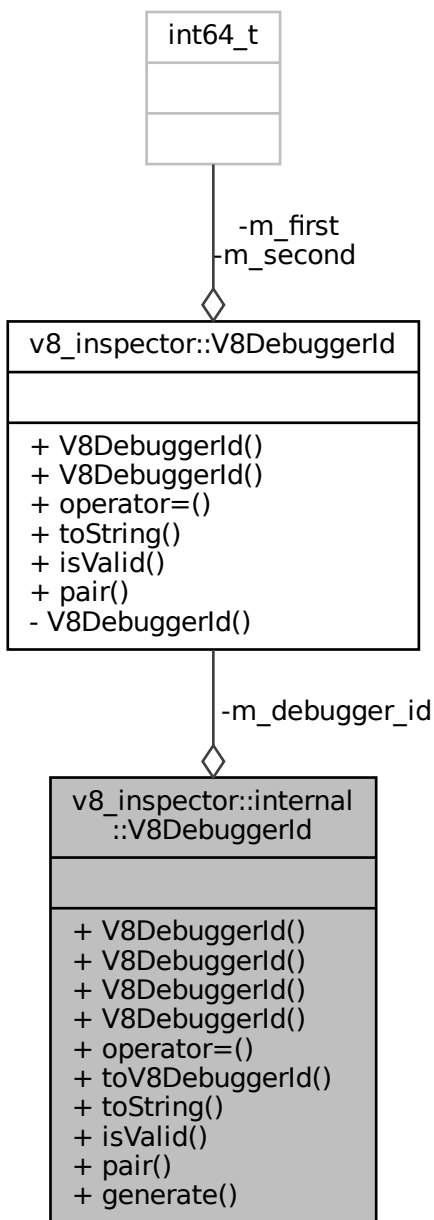 int64_t
-m_first
-m_second
v8_inspector::V8DebuggerId
+ V8DebuggerId()
+ V8DebuggerId()
+ operator=()
+ toString()
+ isValid()
+ pair()
- V8DebuggerId()
-m_debugger_id
v8_inspector::internal
::V8DebuggerId
+ V8DebuggerId()
+ V8DebuggerId()
+ V8DebuggerId()
+ V8DebuggerId()
+ operator=()
+ toV8DebuggerId()
+ toString()
+ isValid()
+ pair()
+ generate()